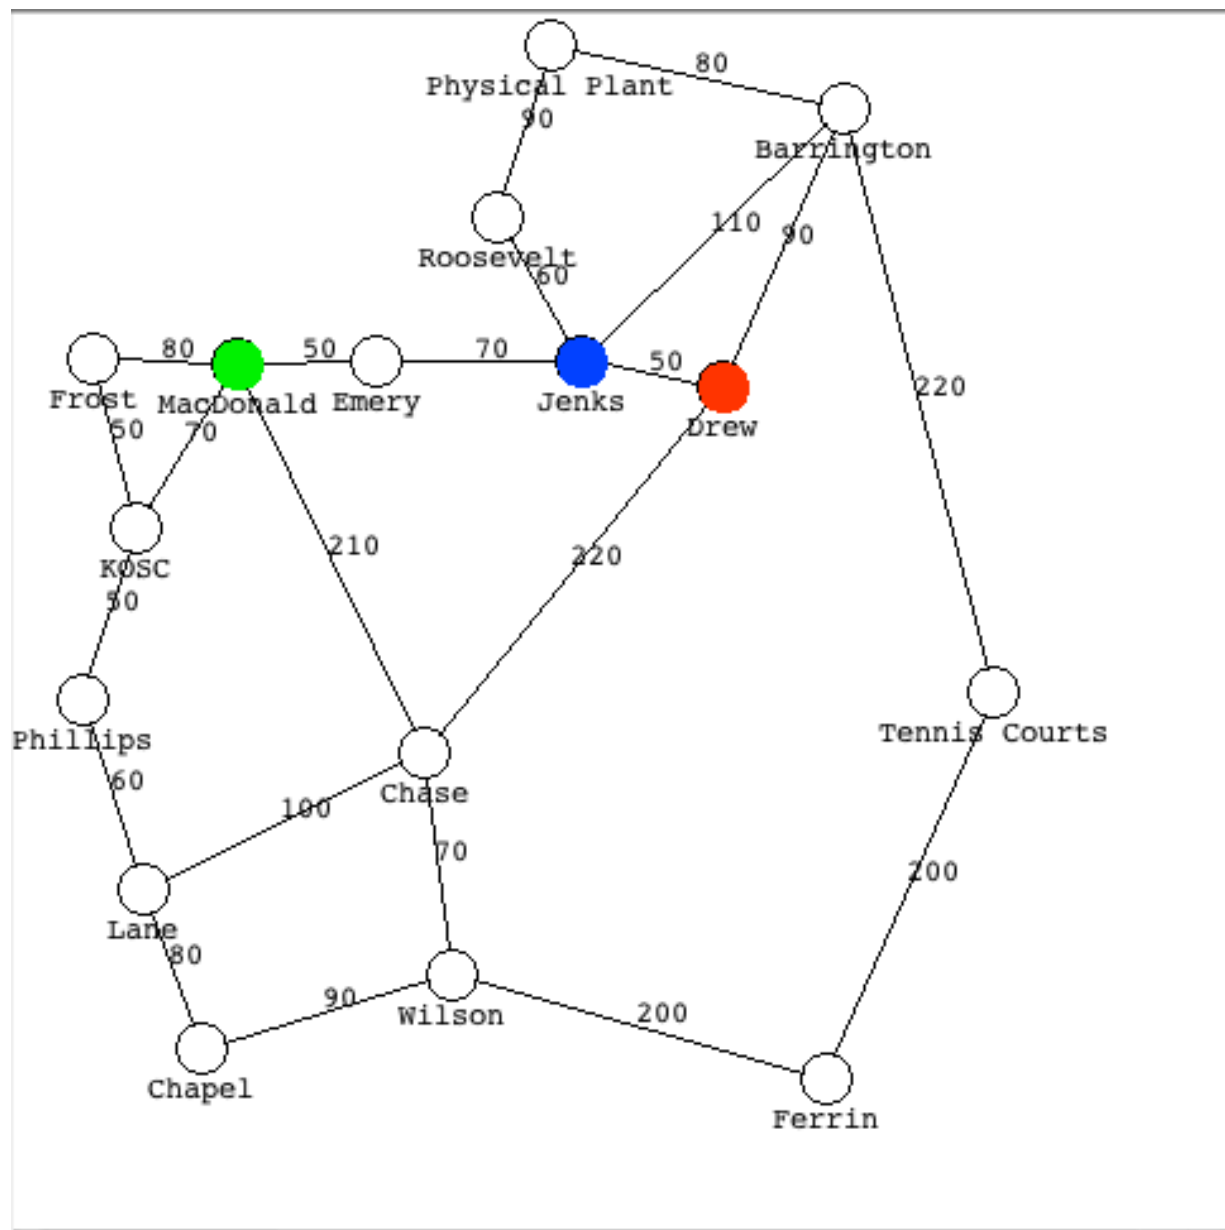 80
Physical Plant
90
Barrington
110
90
Roosevelt
60
80
50
70
50
Frost
MacDonald
Emery
Jenks
Drew
220
50
70
210
220
KOSC
50
Phillips
Tennis Courts
60
Chase
100
70
200
Lane
80
90
Wilson
200
Chapel
Ferrin